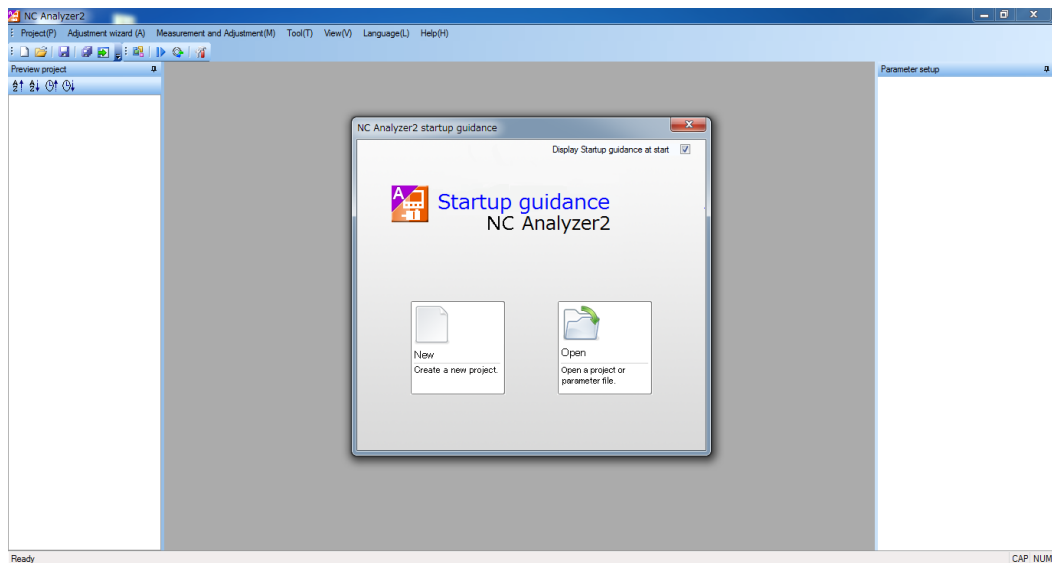 NC Analyzer2
Project(P) Adjustment wizard (A) Measurement and Adjustment(M) Tool(T) View(V) Language(L) Help(H)
Preview project
Parameter setup
NC Analyzer2 startup guidance
Display Startup guidance at start
A
Startup guidance
NC Analyzer2
New
Create a new project.
Open
Open a project or
parameter file.
Ready
CAP NUM